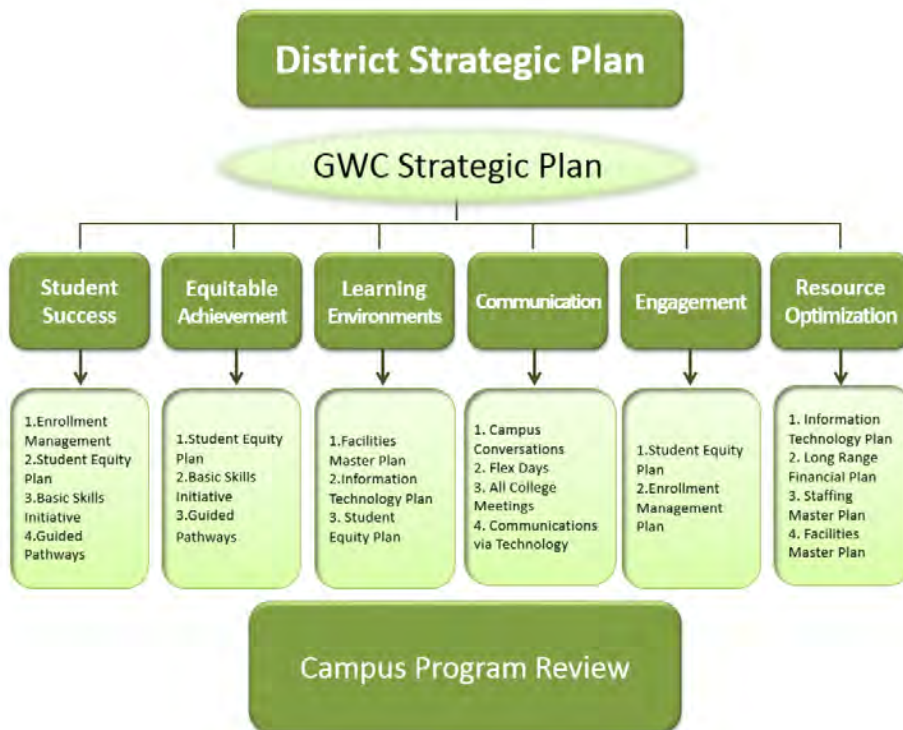 District Strategic Plan
GWC Strategic Plan
Student
Success
Equitable
Achievement
Learning
Environments
Communication
Engagement
Resource
Optimization
1.Enrollment
Management
2.Student Equity
Plan
3.Basic Skills
Initiative
4.Guided
Pathways
1.Student Equity
Plan
2.Basic Skills
Initiative
3.Guided
Pathways
1.Facilities
Master Plan
2.Information
Technology Plan
3. Student
Equity Plan
1. Campus
Conversations
2. Flex Days
3. All College
Meetings
4. Communications
via Technology
1.Student Equity
Plan
2.Enrollment
Management
Plan
1. Information
Technology Plan
2. Long Range
Financial Plan
3. Staffing
Master Plan
4. Facilities
Master Plan
Campus Program Review